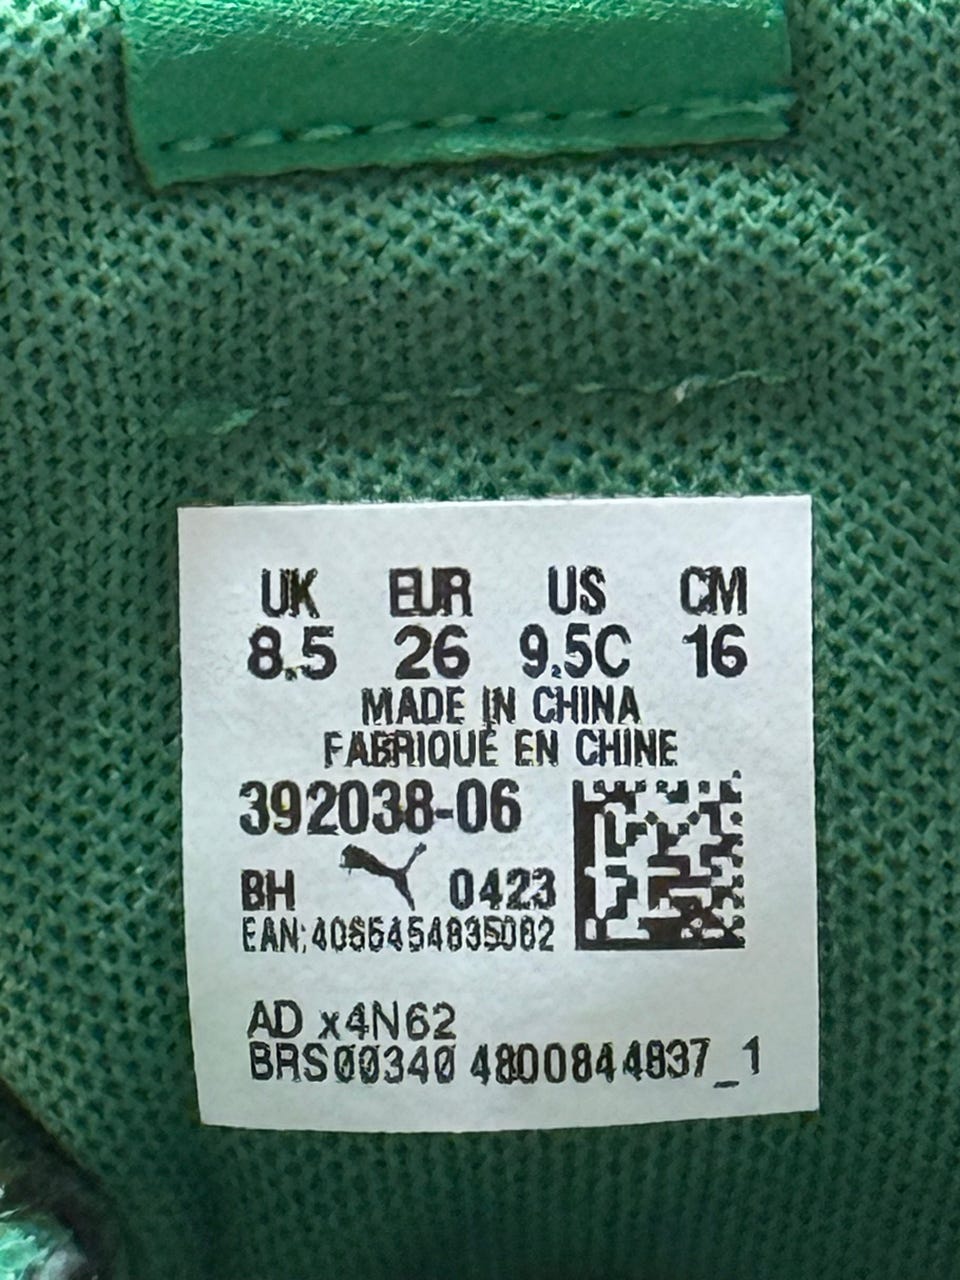 UK EUR US CM
8.5 26 9.5C 16
MADE IN CHINA
FABRIQUÉ EN CHINE
392038-06
BH 0423
EAN:
AD x4N62
BRS00340 4800844837_1